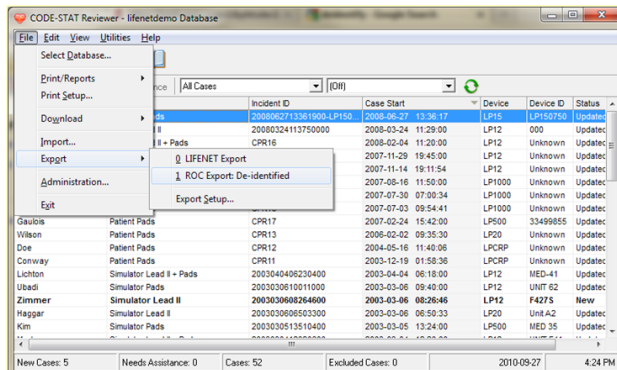 CODE-STAT Reviewer - lifenetdemo Database
File Edit View Utilities Help
Select Database...
Print/Reports
Print Setup...
Download
Import...
Export
Administration...
Exit
0 LIFENET Export
1 ROC Export: De-identified
Export Setup...
All Cases (Off)
Incident ID Case Start Device Device ID Status
Pads 20080627133619000-LP150... 2008-06-27 13:36:17 LP15 LP150750 Updated
II 20080324113750000 2008-03-24 11:29:00 LP12 000 Updated
II + Pads CPR16 2008-02-04 11:20:00 LP12 Unknown Updated
2007-11-29 19:45:00 LP12 Unknown Updated
2007-11-14 19:11:54 LP12 Unknown Updated
2007-08-16 11:50:00 LP1000 Unknown Updated
2007-07-30 07:00:34 LP1000 Unknown Updated
2007-07-03 09:54:41 LP1000 Unknown Updated
Gaulois Patient Pads CPR17 2007-02-24 15:42:00 LP500 33499855 Updated
Wilson Patient Pads CPR13 2006-02-02 09:35:30 LP20 Unknown Updated
Doe Patient Pads CPR12 2004-05-16 11:40:06 LPCRP Unknown Updated
Conway Patient Pads CPR11 2003-12-19 01:58:36 LPCRP Unknown Updated
Lichton Simulator Lead II + Pads 2003040406230400 2003-04-04 06:18:00 LP12 MED-41 Updated
Ubadi Simulator Pads 2003030610011000 2003-03-06 09:40:00 LP12 UNIT 62 Updated
Zimmer Simulator Lead II 2003030608264600 2003-03-06 08:26:46 LP12 F427S New
Haggar Simulator Lead II 2003030606503300 2003-03-06 06:50:33 LP20 Unit A2 Updated
Kim Simulator Pads 2003030513510400 2003-03-05 13:24:00 LP500 MED 35 Updated
New Cases: 5 Needs Assistance: 0 Cases: 52 Excluded Cases: 0 2010-09-27 4:24 PM